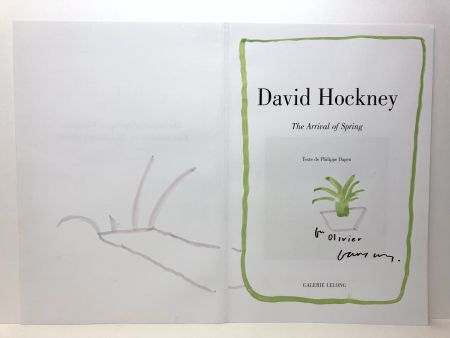 David Hockney
The Arrival of Spring
Texte de Philippe Dagen
for
Olivier
GALERIE LELONG